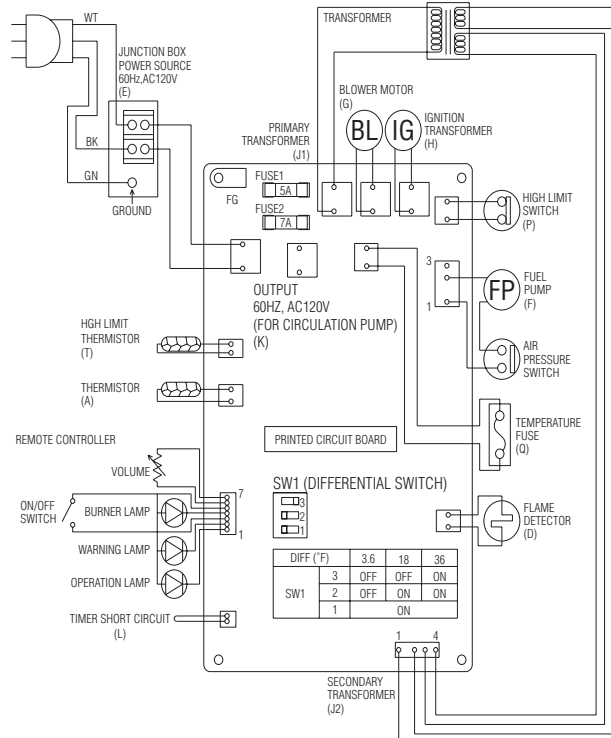 WT
TRANSFORMER
JUNCTION BOX
POWER SOURCE
60Hz,AC120V
(E)
BLOWER MOTOR
(G)
BL
IG
IGNITION
TRANSFORMER
(H)
PRIMARY
TRANSFORMER
(J1)
BK
GN
GROUND
FG
FUSE1
5A
FUSE2
7A
HIGH LIMIT
SWITCH
(P)
OUTPUT
60HZ, AC120V
(FOR CIRCULATION PUMP)
(K)
3
1
FP
FUEL
PUMP
(F)
AIR
PRESSURE
SWITCH
HGH LIMIT
THERMISTOR
(T)
THERMISTOR
(A)
TEMPERATURE
FUSE
(Q)
REMOTE CONTROLLER
PRINTED CIRCUIT BOARD
VOLUME
7
1
ON/OFF
SWITCH
BURNER LAMP
WARNING LAMP
OPERATION LAMP
SW1 (DIFFERENTIAL SWITCH)
3
2
1
FLAME
DETECTOR
(D)
DIFF (°F) 3.6 18 36
SW1
3 OFF OFF ON
2 OFF ON ON
1 ON
TIMER SHORT CIRCUIT
(L)
1 4
SECONDARY
TRANSFORMER
(J2)